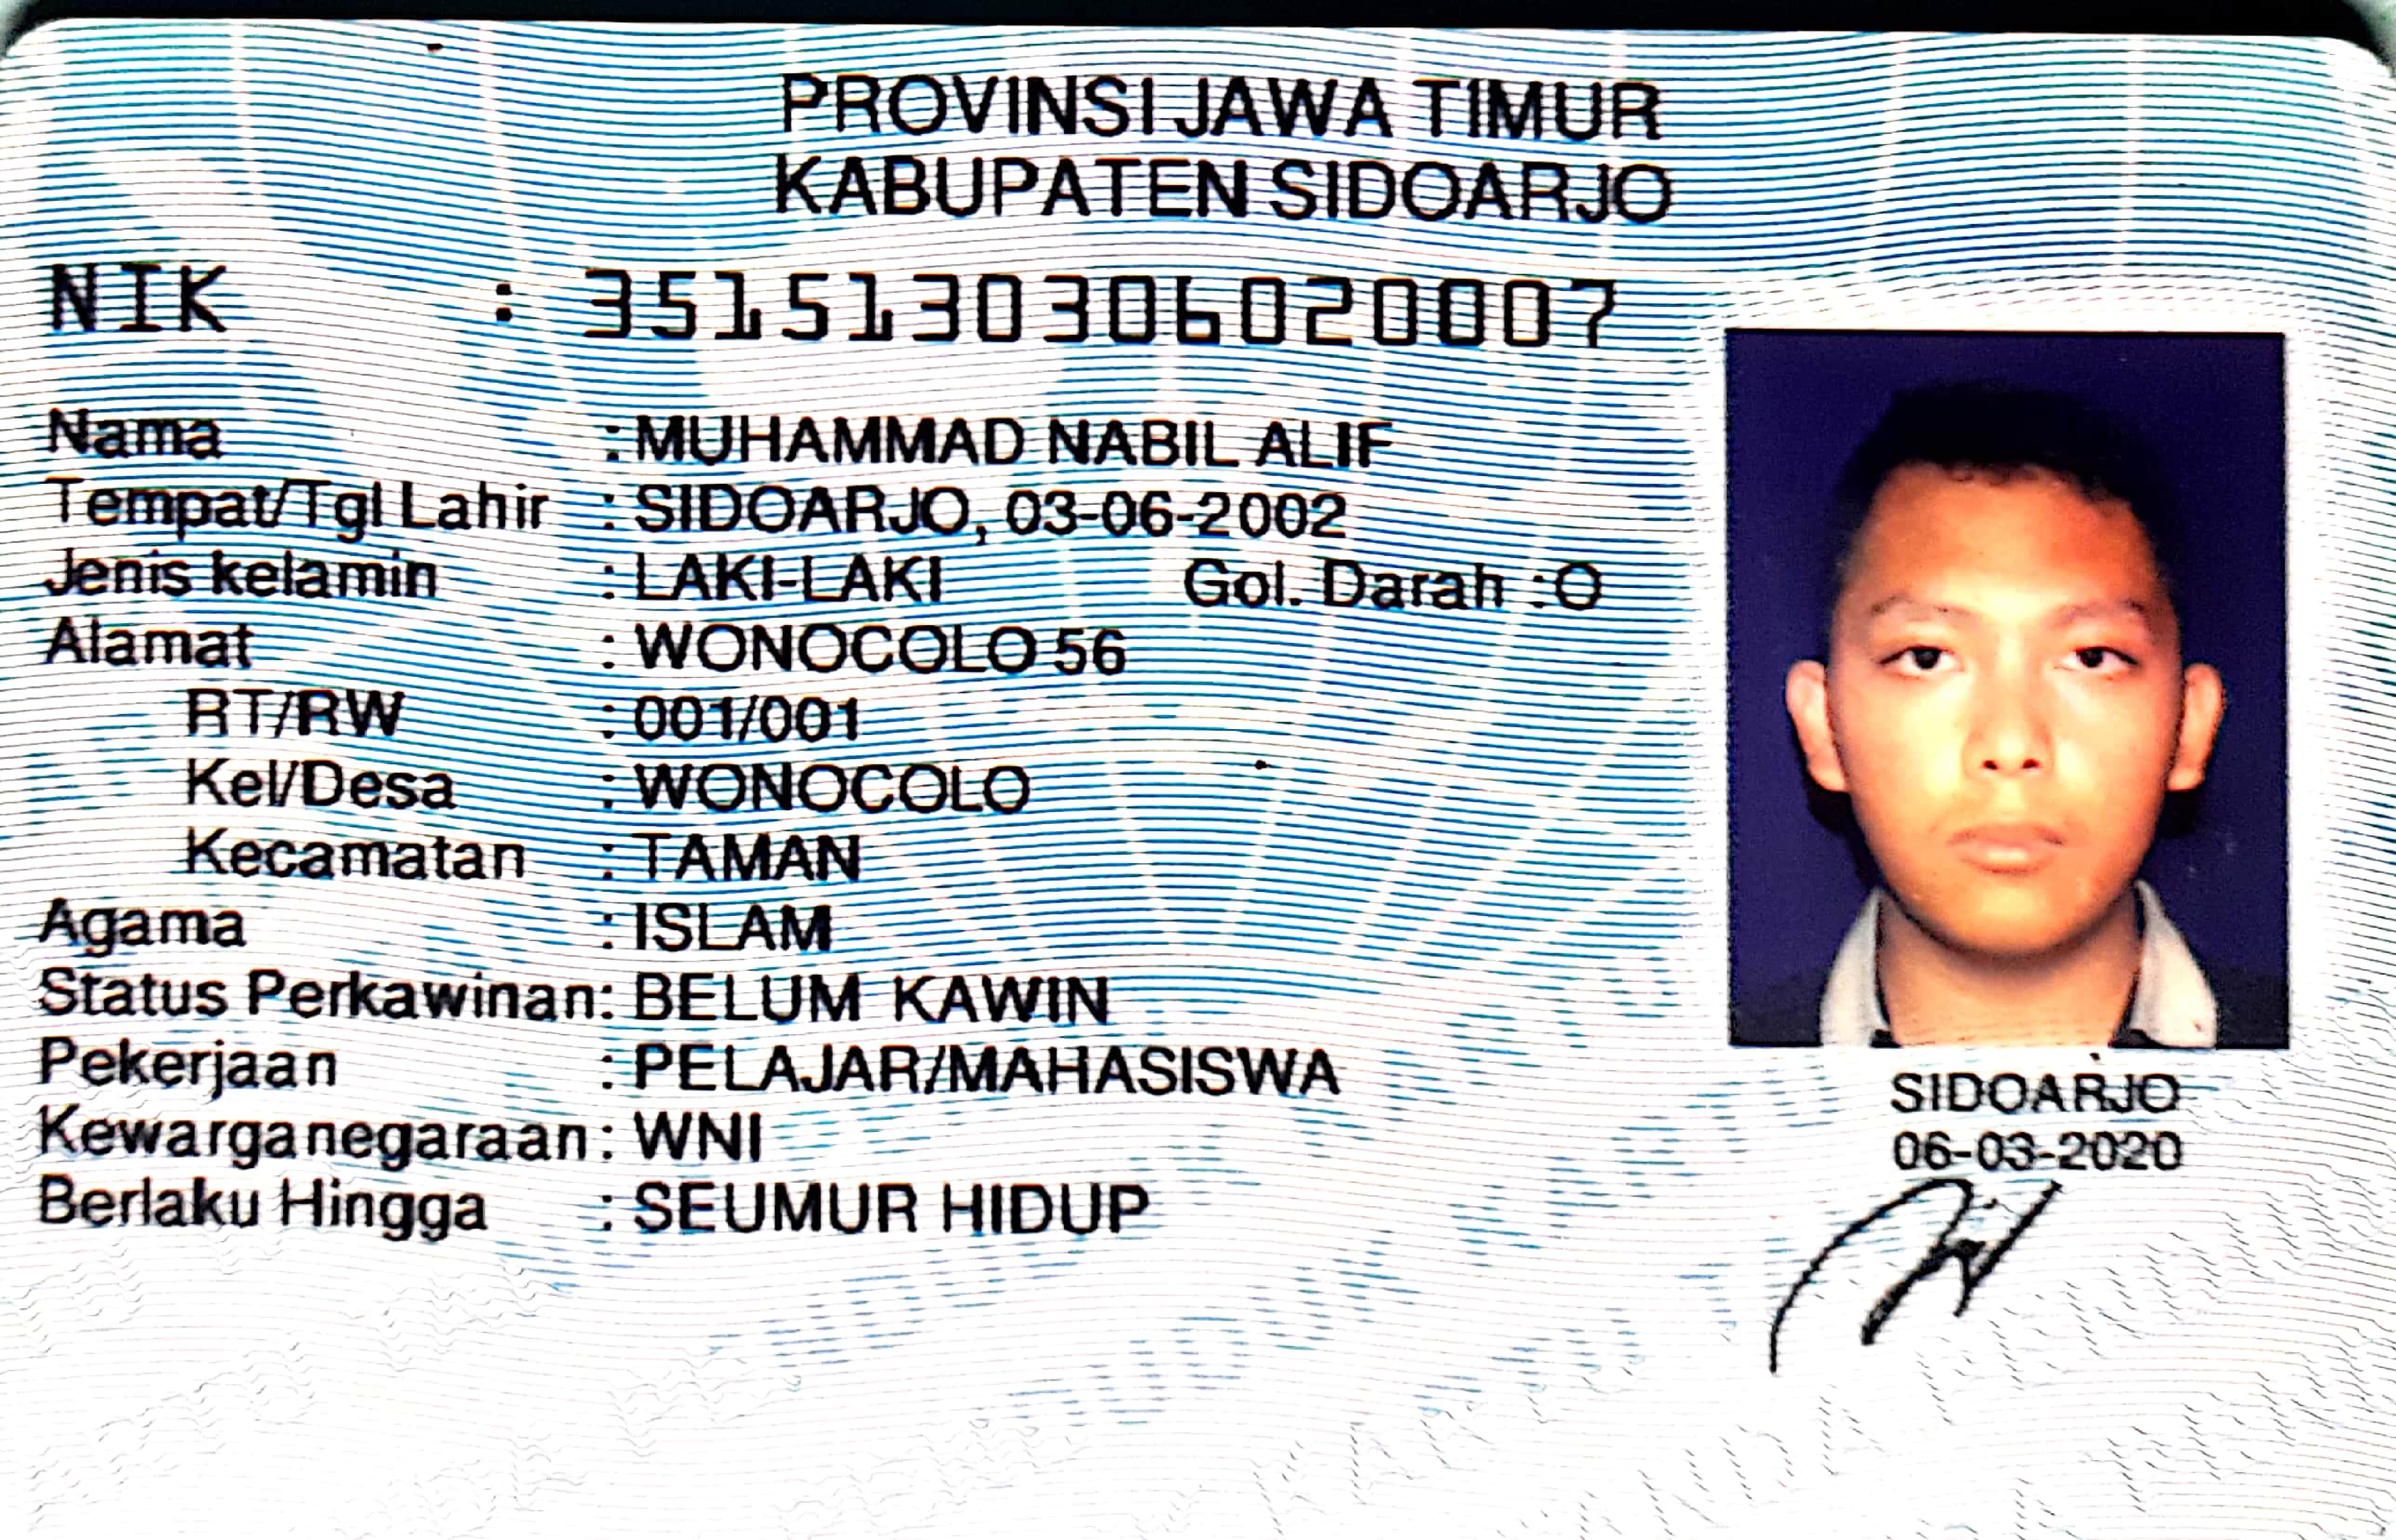 PROVINSI JAWA TIMUR
KABUPATEN SIDOARJO
NIK : 3515130306020007
Nama : MUHAMMAD NABIL ALIF
Tempat/Tgl Lahir : SIDOARJO, 03-06-2002
Jenis kelamin : LAKI-LAKI Gol. Darah : O
Alamat : WONOCOLO 56
RT/RW : 001/001
Kel/Desa : WONOCOLO
Kecamatan : TAMAN
Agama : ISLAM
Status Perkawinan: BELUM KAWIN
Pekerjaan : PELAJAR/MAHASISWA
Kewarganegaraan: WNI
Berlaku Hingga : SEUMUR HIDUP
SIDOARJO
06-03-2020